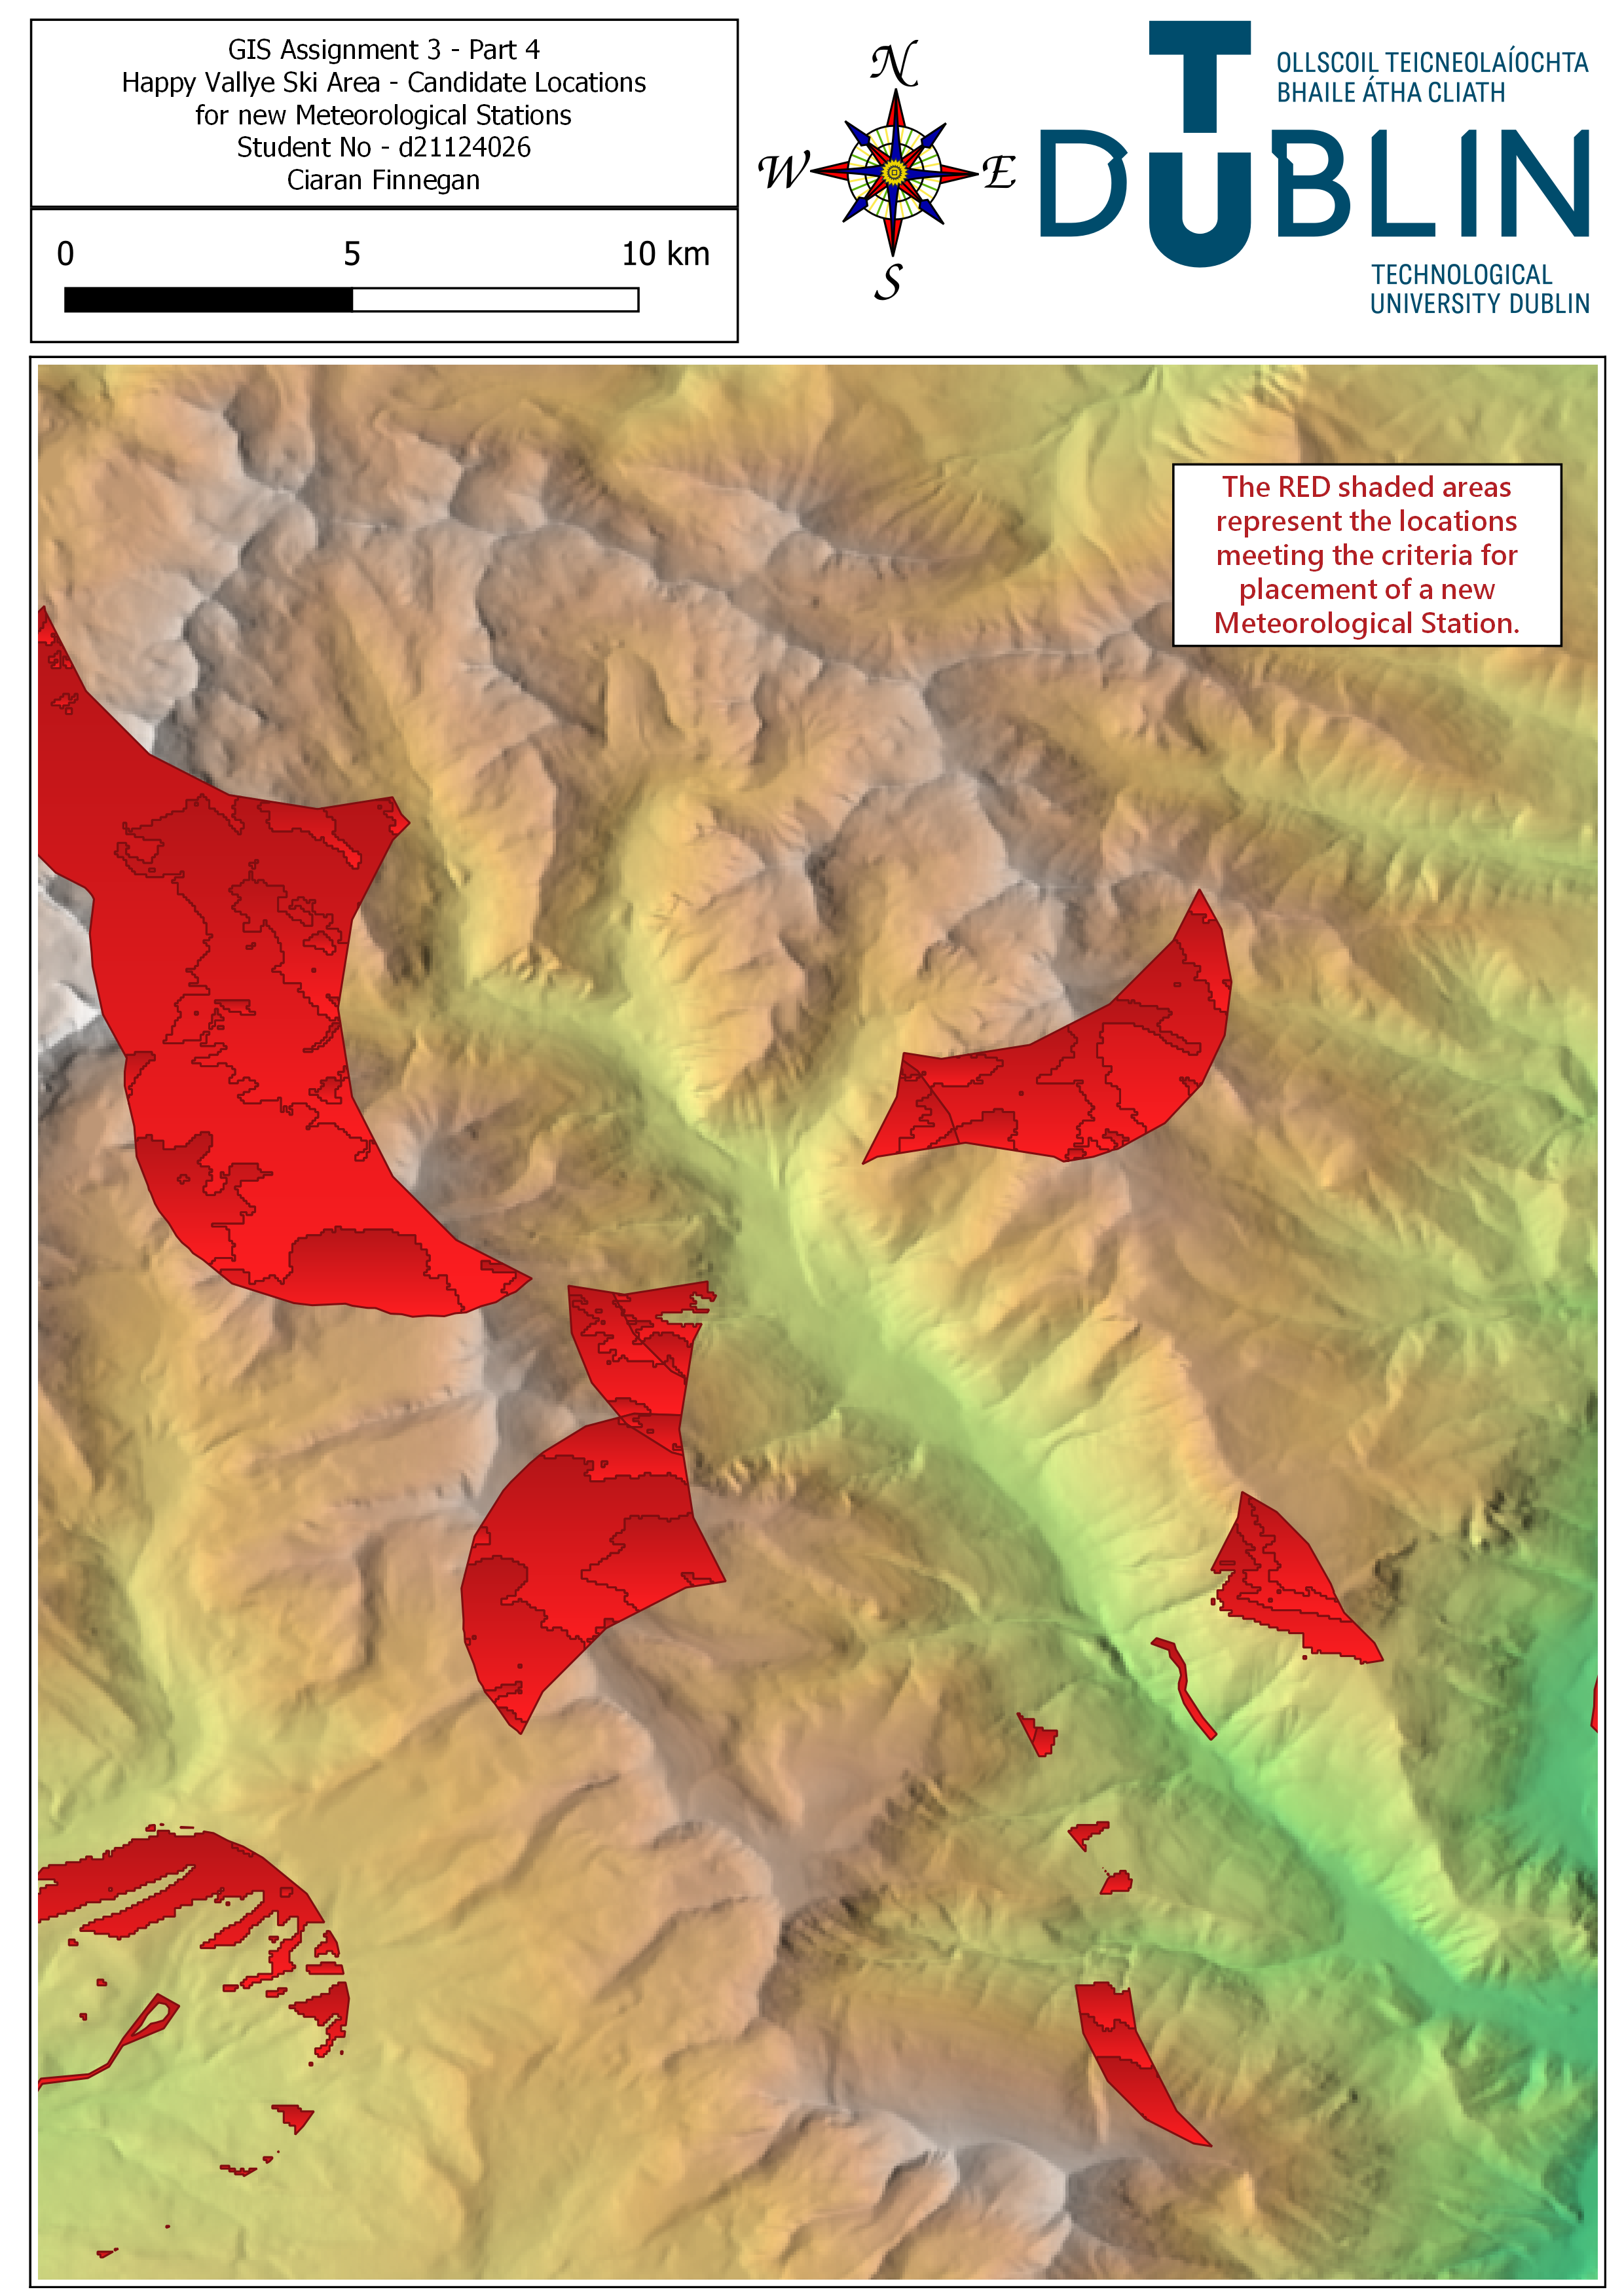 GIS Assignment 3 - Part 4
Happy Vallye Ski Area - Candidate Locations
for new Meteorological Stations
Student No - d21124026
Ciaran Finnegan
0 5 10 km
N
W E
S
OLLSCOIL TEICNEOLAÍOCHTA
BHAILE ÁTHA CLIATH
T
DUBLIN
TECHNOLOGICAL
UNIVERSITY DUBLIN
The RED shaded areas
represent the locations
meeting the criteria for
placement of a new
Meteorological Station.